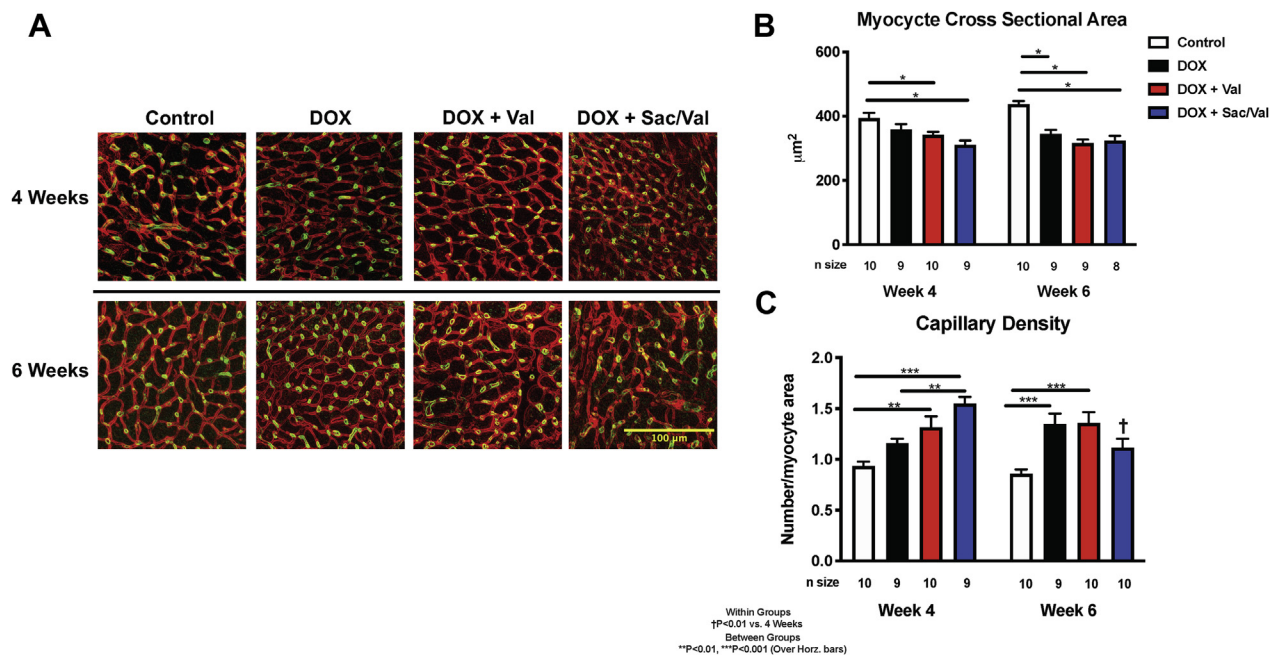 A
Control DOX DOX + Val DOX + Sac/Val
4 Weeks
6 Weeks
100 µm
B
Myocycte Cross Sectional Area
Control
DOX
DOX + Val
DOX + Sac/Val
µm2
600
400
200
0
* * * * *
n size 10 9 10 9 10 9 9 8
Week 4 Week 6
C
Capillary Density
Number/myocyte area
2.0
1.5
1.0
0.5
0.0
*** ** ** *** *** †
n size 10 9 10 9 10 9 10 10
Week 4 Week 6
Within Groups
†P<0.01 vs. 4 Weeks
Between Groups
**P<0.01, ***P<0.001 (Over Horz. bars)